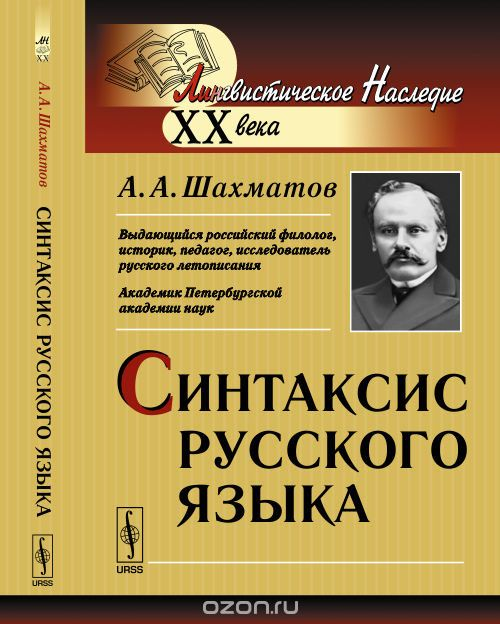 ЛН
XX
А. А. Шахматов
СИНТАКСИС РУССКОГО ЯЗЫКА
URSS
Лингвистическое Наследие
XX века
А. А. Шахматов
Выдающийся российский филолог,
историк, педагог, исследователь
русского летописания
Академик Петербургской
академии наук
СИНТАКСИС
РУССКОГО
ЯЗЫКА
URSS
ozon.ru